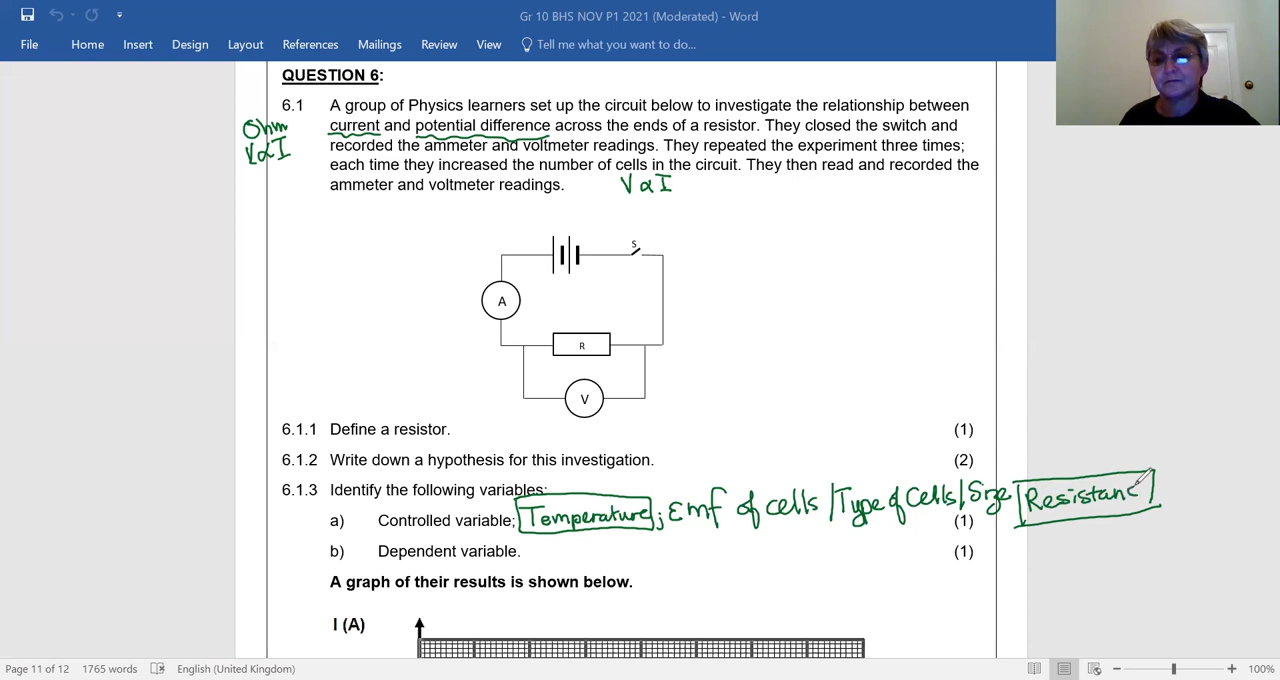 Gr 10 BHS NOV P1 2021 (Moderated) - Word
File Home Insert Design Layout References Mailings Review View Tell me what you want to do...
QUESTION 6:
6.1 A group of Physics learners set up the circuit below to investigate the relationship between
Ohm current and potential difference across the ends of a resistor. They closed the switch and
V∝I recorded the ammeter and voltmeter readings. They repeated the experiment three times;
each time they increased the number of cells in the circuit. They then read and recorded the
ammeter and voltmeter readings. V∝I
S
A
R
V
6.1.1 Define a resistor. (1)
6.1.2 Write down a hypothesis for this investigation. (2)
6.1.3 Identify the following variables:
a) Controlled variable; Temperature; Emf of cells / Type of Cells / Size Resistanc (1)
b) Dependent variable. (1)
A graph of their results is shown below.
I (A)
Page 11 of 12 1765 words English (United Kingdom) 100%